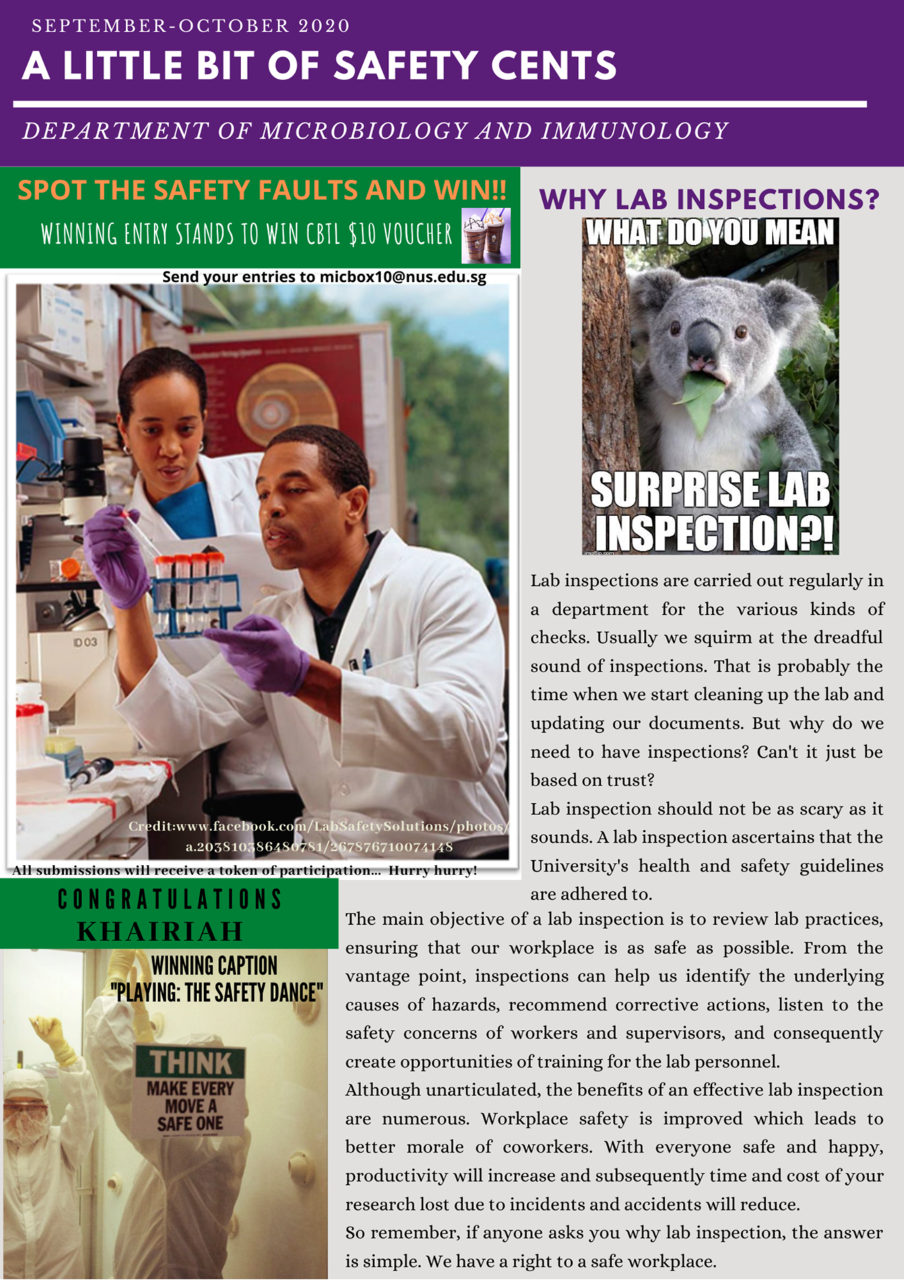 SEPTEMBER-OCTOBER 2020
A LITTLE BIT OF SAFETY CENTS
DEPARTMENT OF MICROBIOLOGY AND IMMUNOLOGY
SPOT THE SAFETY FAULTS AND WIN!!
WINNING ENTRY STANDS TO WIN CBTL $10 VOUCHER
Send your entries to micbox10@nus.edu.sg
ID 03
Credit:www.facebook.com/LabSafetySolutions/photos/
a.203810386480781/267876710074148
All submissions will receive a token of participation... Hurry hurry!
WHY LAB INSPECTIONS?
WHAT DO YOU MEAN
SURPRISE LAB
INSPECTION?!
Lab inspections are carried out regularly in
a department for the various kinds of
checks. Usually we squirm at the dreadful
sound of inspections. That is probably the
time when we start cleaning up the lab and
updating our documents. But why do we
need to have inspections? Can't it just be
based on trust?
Lab inspection should not be as scary as it
sounds. A lab inspection ascertains that the
University's health and safety guidelines
are adhered to.
The main objective of a lab inspection is to review lab practices,
ensuring that our workplace is as safe as possible. From the
vantage point, inspections can help us identify the underlying
causes of hazards, recommend corrective actions, listen to the
safety concerns of workers and supervisors, and consequently
create opportunities of training for the lab personnel.
Although unarticulated, the benefits of an effective lab inspection
are numerous. Workplace safety is improved which leads to
better morale of coworkers. With everyone safe and happy,
productivity will increase and subsequently time and cost of your
research lost due to incidents and accidents will reduce.
So remember, if anyone asks you why lab inspection, the answer
is simple. We have a right to a safe workplace.
CONGRATULATIONS
KHAIRIAH
WINNING CAPTION
"PLAYING: THE SAFETY DANCE"
THINK
MAKE EVERY
MOVE A
SAFE ONE